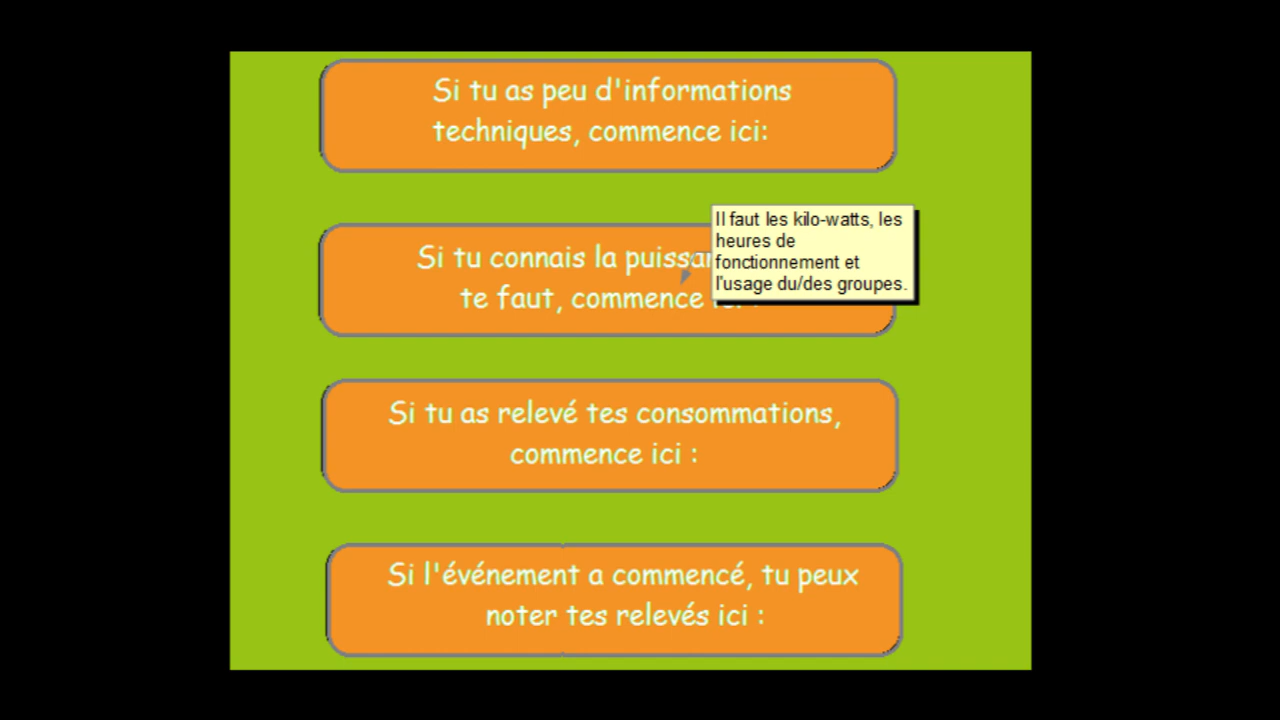 Si tu as peu d'informations
techniques, commence ici:
Si tu connais la
te faut, commence
Il faut les kilo-watts, les
heures de
fonctionnement et
l'usage du/des groupes.
Si tu as relevé tes consommations,
commence ici :
Si l'événement a commencé, tu peux
noter tes relevés ici :